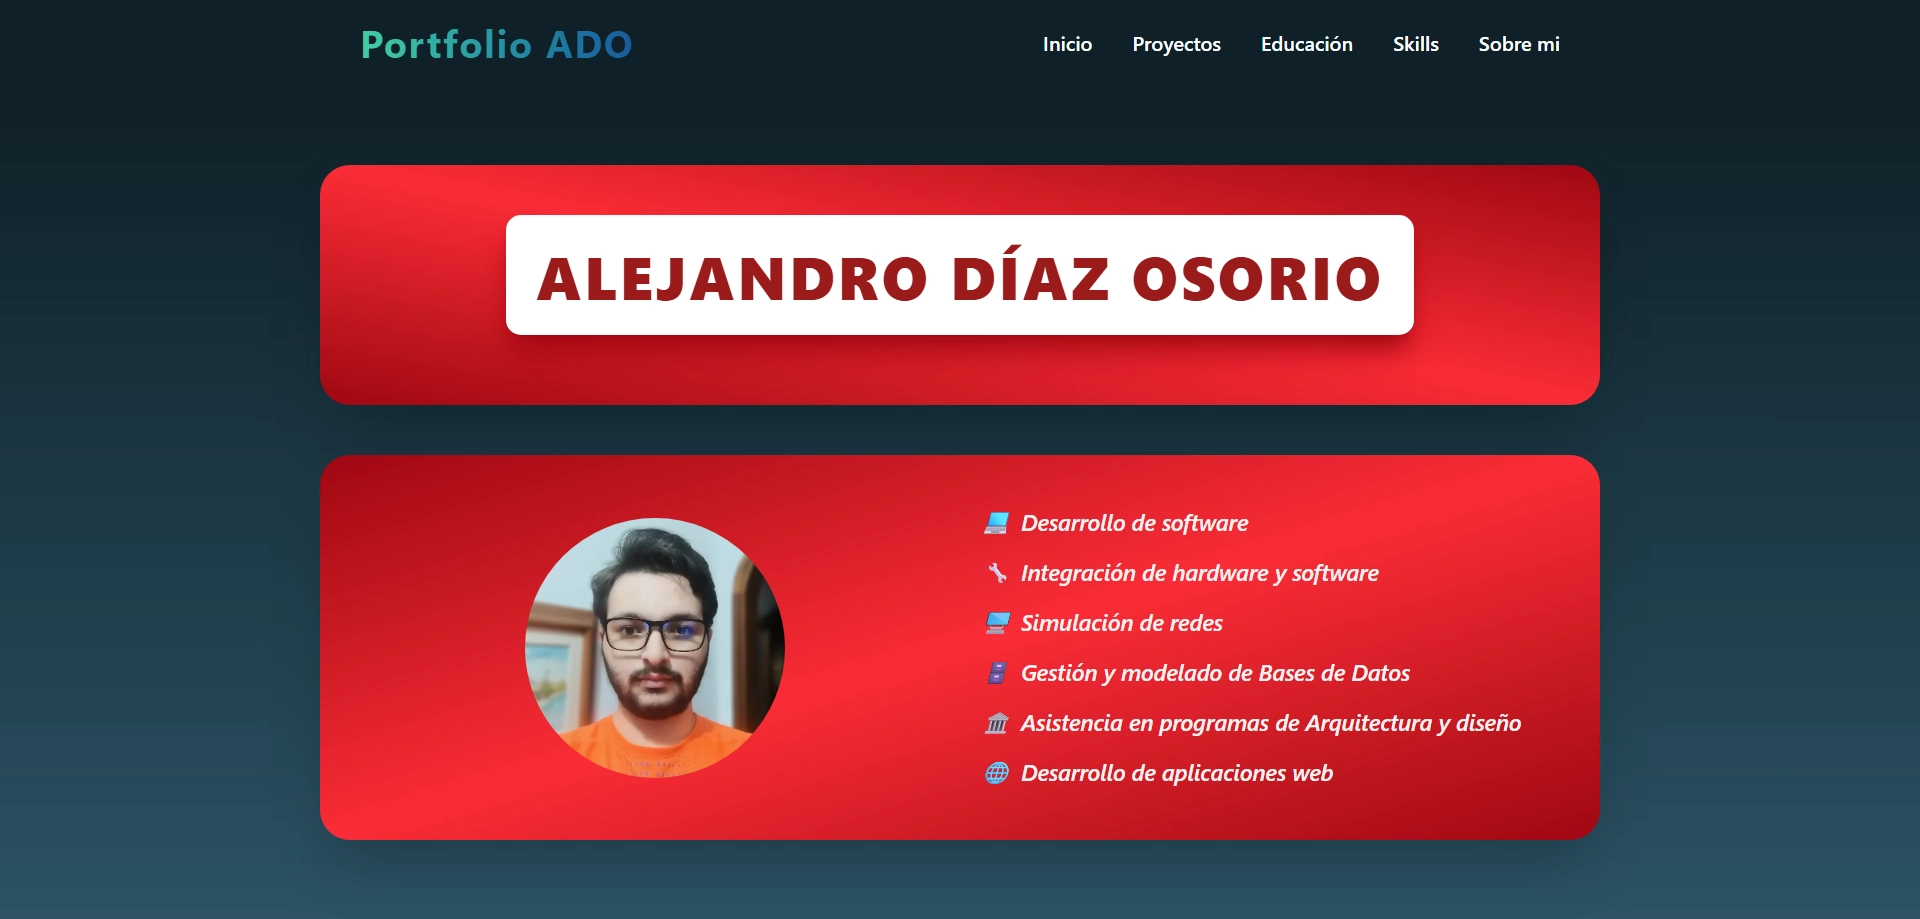 Portfolio ADO
Inicio
Proyectos
Educación
Skills
Sobre mi
ALEJANDRO DÍAZ OSORIO
Desarrollo de software
Integración de hardware y software
Simulación de redes
Gestión y modelado de Bases de Datos
Asistencia en programas de Arquitectura y diseño
Desarrollo de aplicaciones web